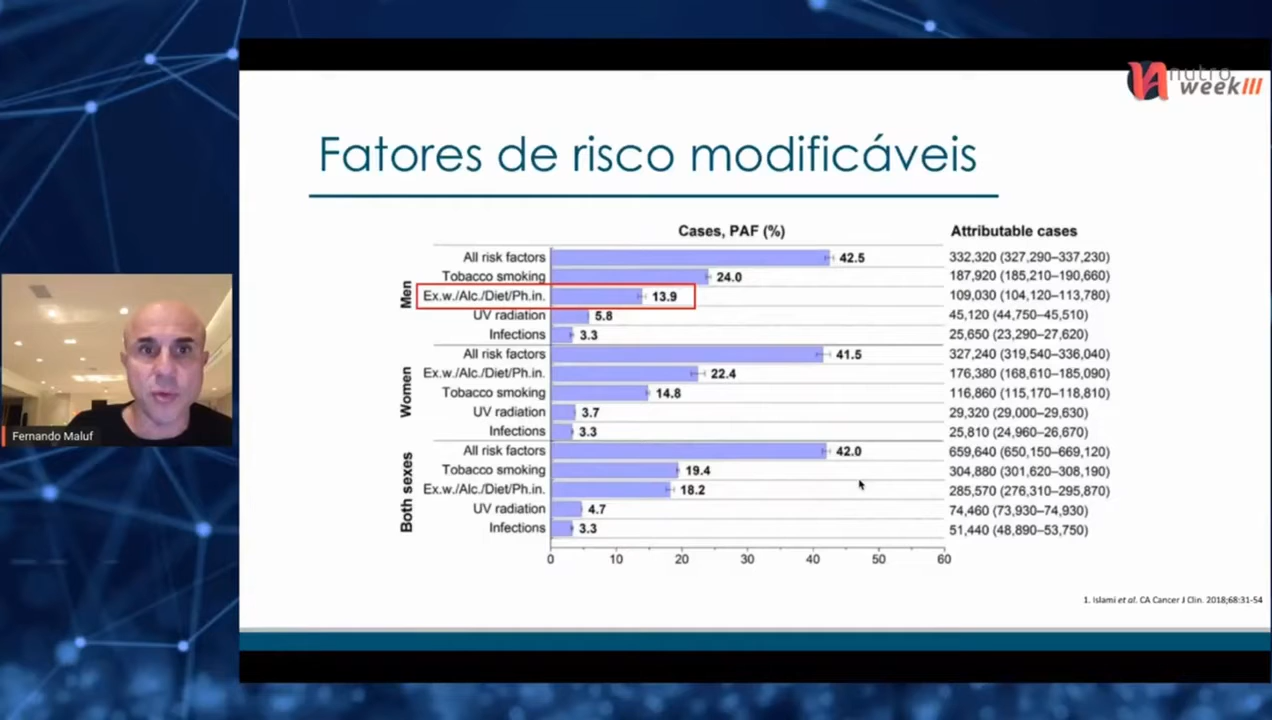 nutro
week III
Fatores de risco modificáveis
Cases, PAF (%)
Attributable cases
Men
All risk factors 42.5 332,320 (327,290–337,230)
Tobacco smoking 24.0 187,920 (185,210–190,660)
Ex.w./Alc./Diet/Ph.in. 13.9 109,030 (104,120–113,780)
UV radiation 5.8 45,120 (44,750–45,510)
Infections 3.3 25,650 (23,290–27,620)
Women
All risk factors 41.5 327,240 (319,540–336,040)
Ex.w./Alc./Diet/Ph.in. 22.4 176,380 (168,610–185,090)
Tobacco smoking 14.8 116,860 (115,170–118,810)
UV radiation 3.7 29,320 (29,000–29,630)
Infections 3.3 25,810 (24,960–26,670)
Both sexes
All risk factors 42.0 659,640 (650,150–669,120)
Tobacco smoking 19.4 304,880 (301,620–308,190)
Ex.w./Alc./Diet/Ph.in. 18.2 285,570 (276,310–295,870)
UV radiation 4.7 74,460 (73,930–74,930)
Infections 3.3 51,440 (48,890–53,750)
0 10 20 30 40 50 60
1. Islami et al. CA Cancer J Clin. 2018;68:31-54
Fernando Maluf